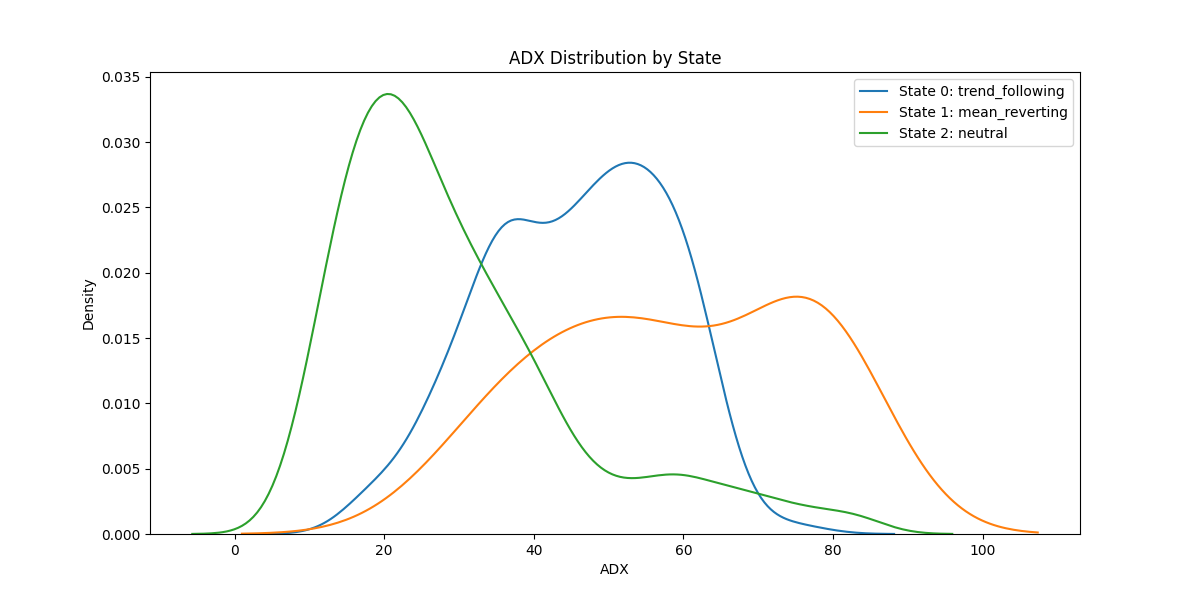 ADX Distribution by State
State 0: trend_following
State 1: mean_reverting
State 2: neutral
Density
0.035
0.030
0.025
0.020
0.015
0.010
0.005
0.000
0 20 40 60 80 100
ADX